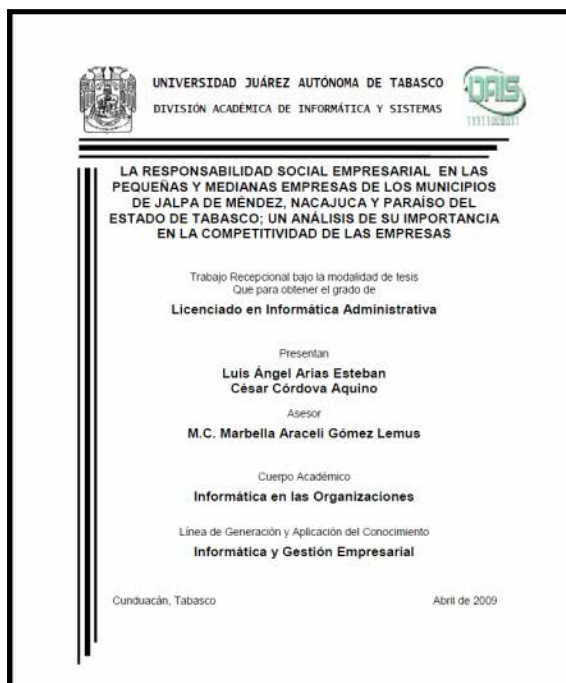 UNIVERSIDAD JUÁREZ AUTÓNOMA DE TABASCO
DIVISIÓN ACADÉMICA DE INFORMÁTICA Y SISTEMAS
DAIS
LA RESPONSABILIDAD SOCIAL EMPRESARIAL EN LAS
PEQUEÑAS Y MEDIANAS EMPRESAS DE LOS MUNICIPIOS
DE JALPA DE MÉNDEZ, NACAJUCA Y PARAÍSO DEL
ESTADO DE TABASCO; UN ANÁLISIS DE SU IMPORTANCIA
EN LA COMPETITIVIDAD DE LAS EMPRESAS
Trabajo Recepcional bajo la modalidad de tesis
Que para obtener el grado de
Licenciado en Informática Administrativa
Presentan
Luis Ángel Arias Esteban
César Córdova Aquino
Asesor
M.C. Marbella Araceli Gómez Lemus
Cuerpo Académico
Informática en las Organizaciones
Línea de Generación y Aplicación del Conocimiento
Informática y Gestión Empresarial
Cunduacán, Tabasco Abril de 2009